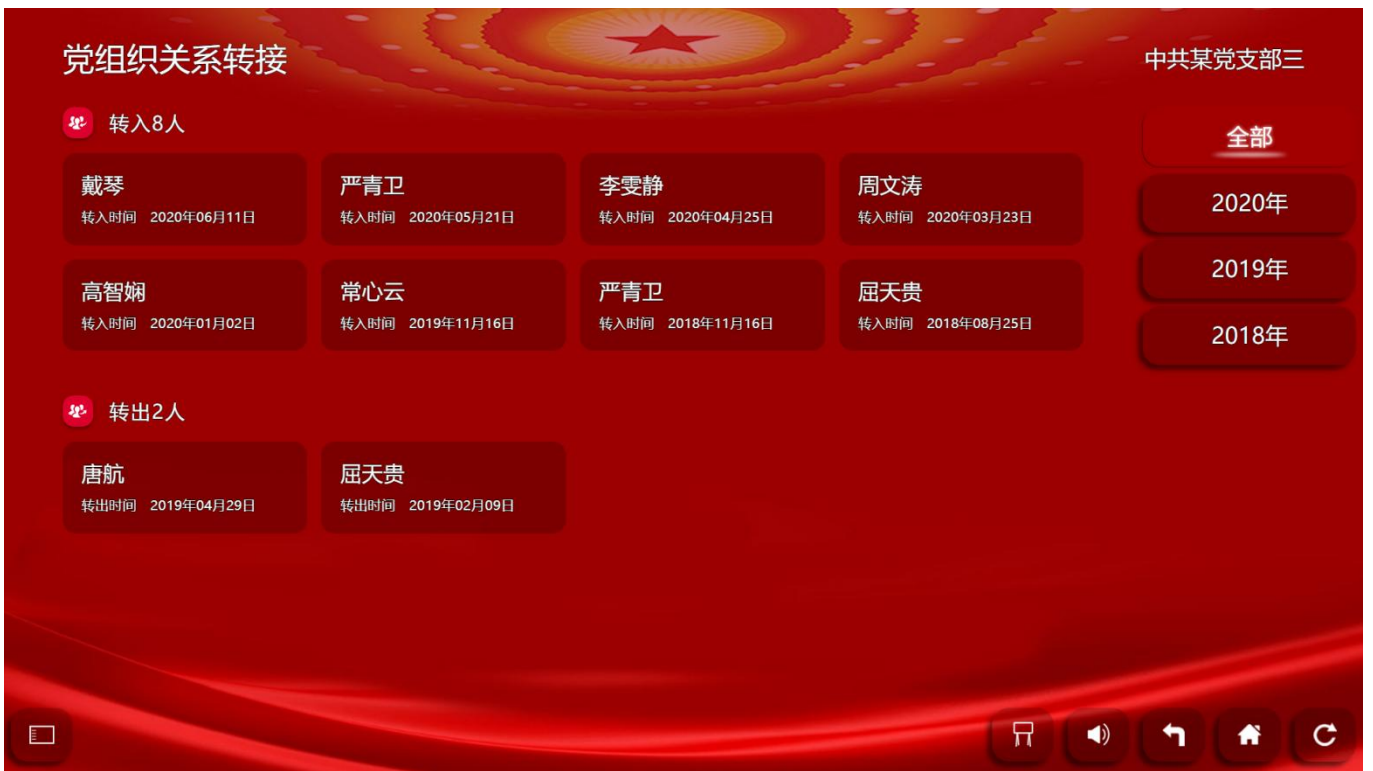 党组织关系转接
中共某党支部三
转入8人
戴琴
转入时间 2020年06月11日
严青卫
转入时间 2020年05月21日
李雯静
转入时间 2020年04月25日
周文涛
转入时间 2020年03月23日
高智娴
转入时间 2020年01月02日
常心云
转入时间 2019年11月16日
严青卫
转入时间 2018年11月16日
屈天贵
转入时间 2018年08月25日
转出2人
唐航
转出时间 2019年04月29日
屈天贵
转出时间 2019年02月09日
全部
2020年
2019年
2018年